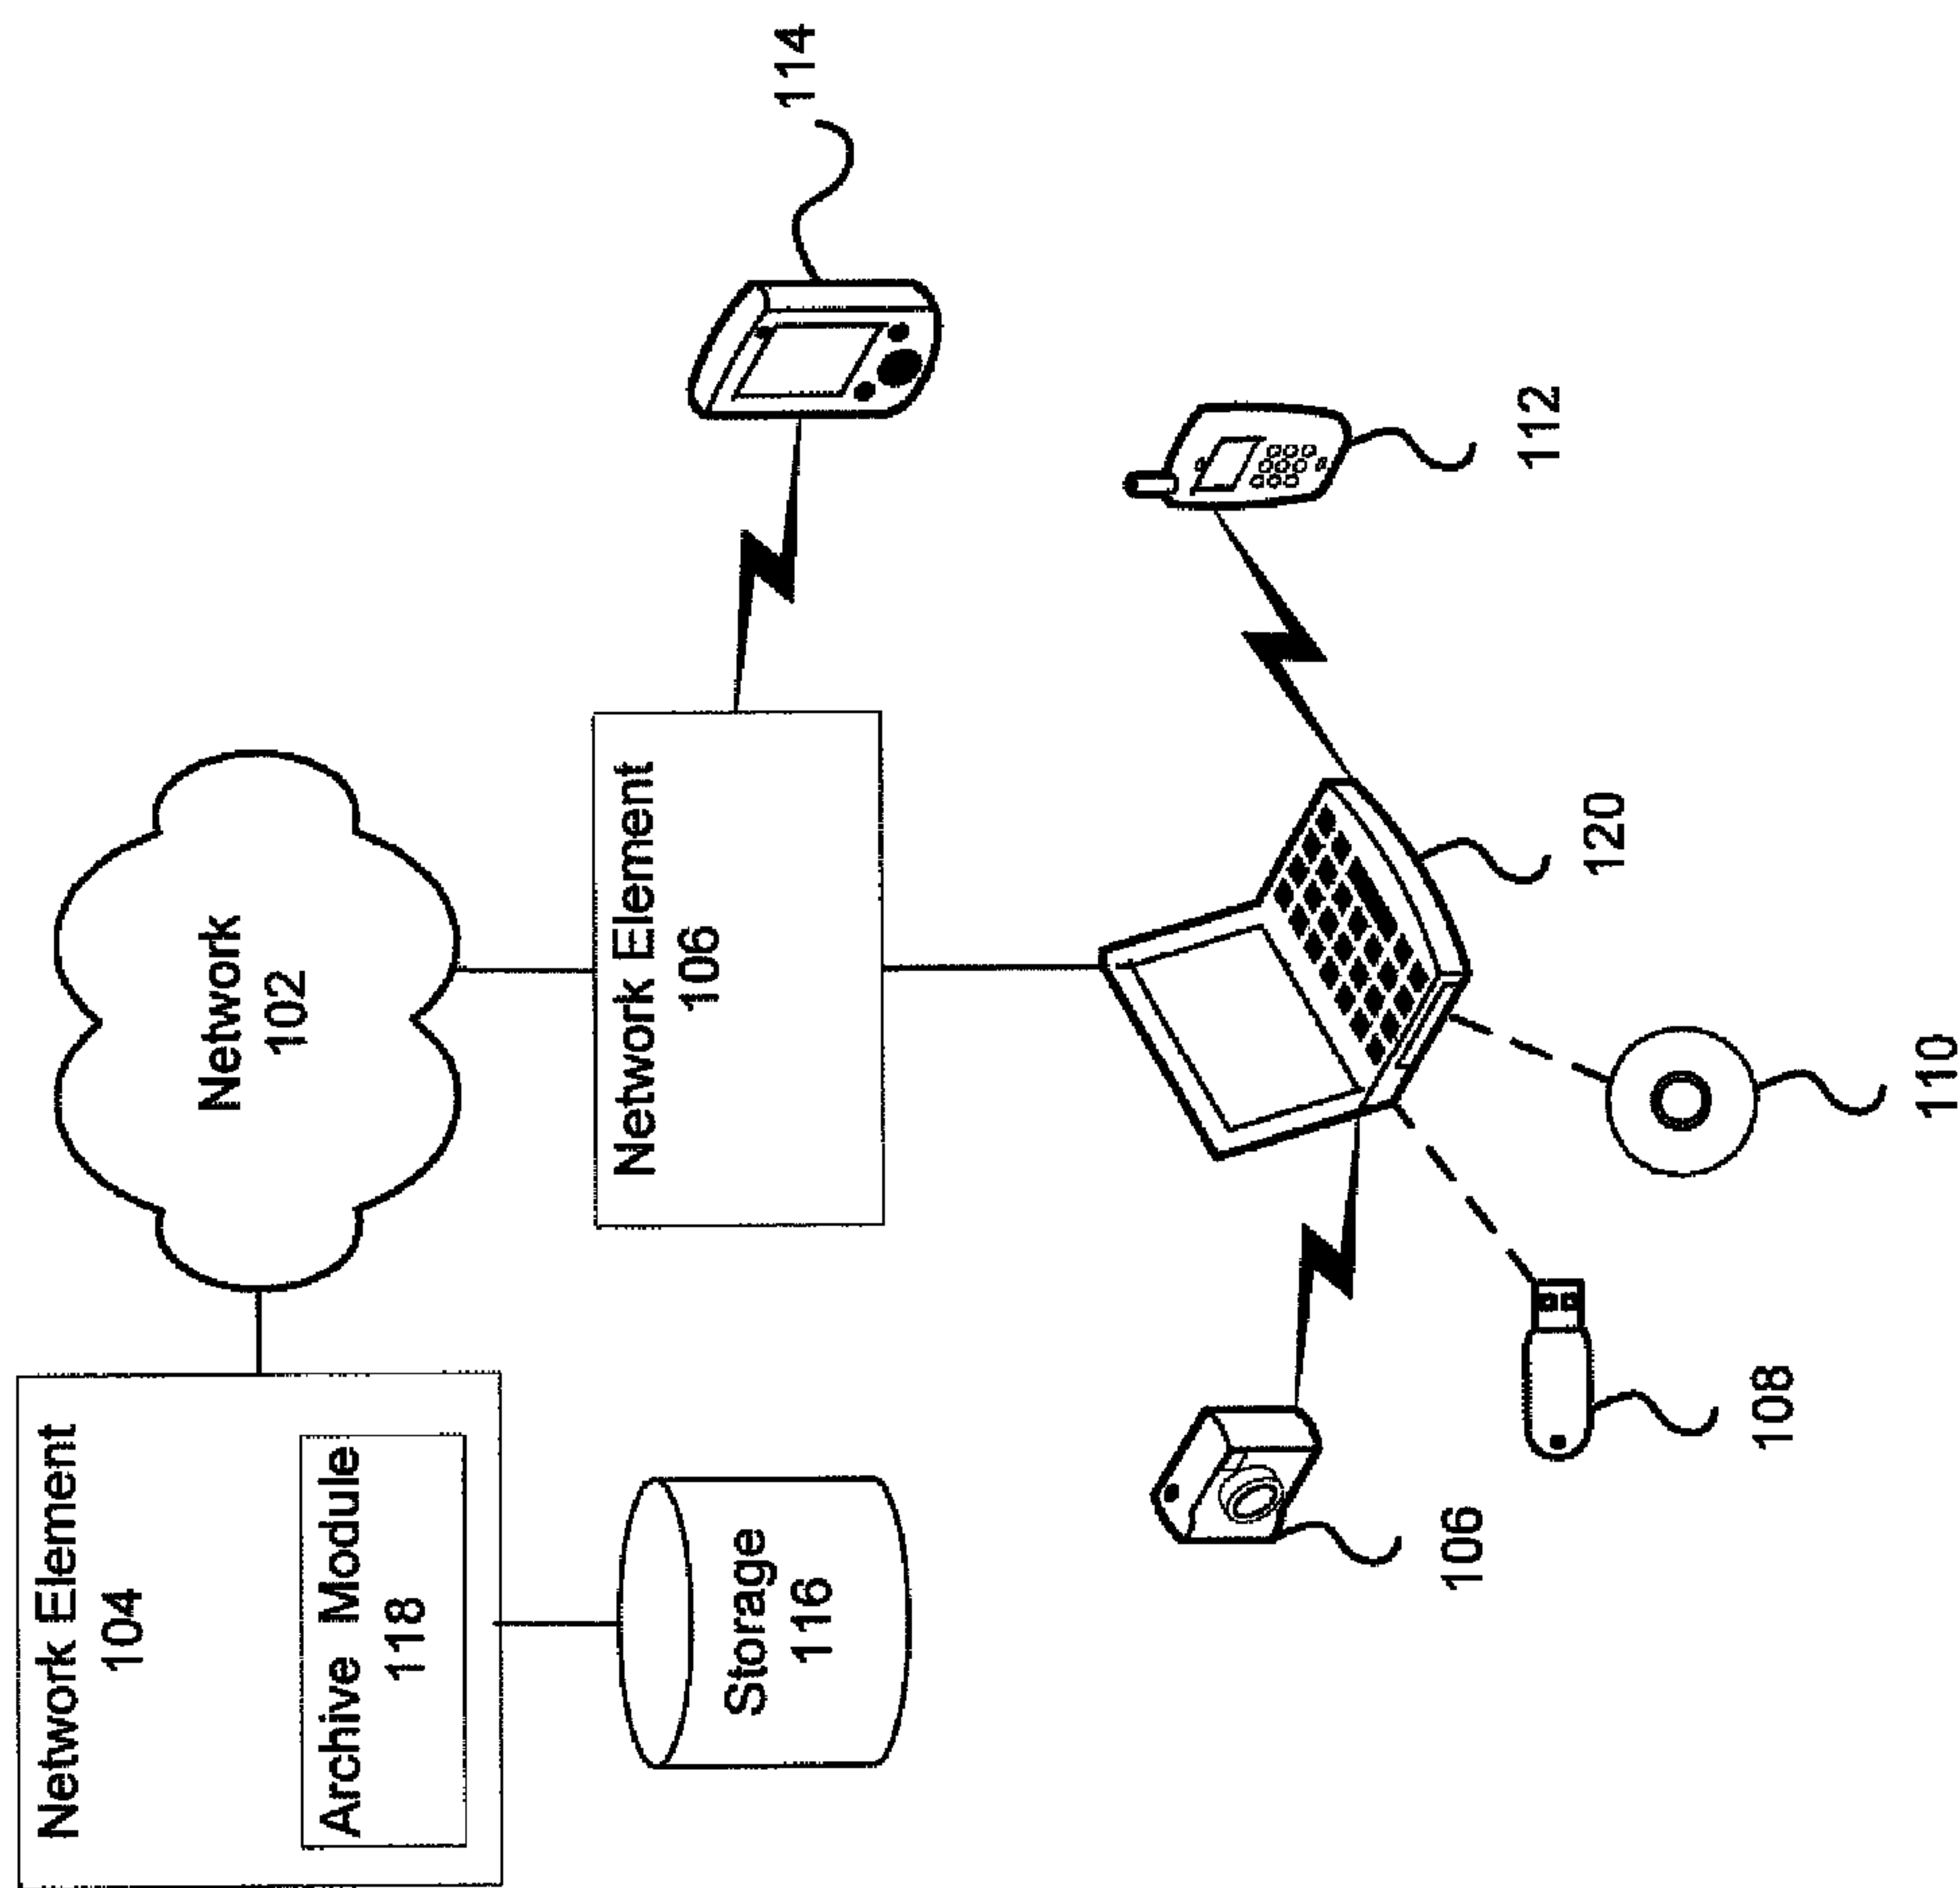 Network Element
104
Archive Module
118
Storage
116
Network
102
Network Element
106
114
112
120
110
108
106